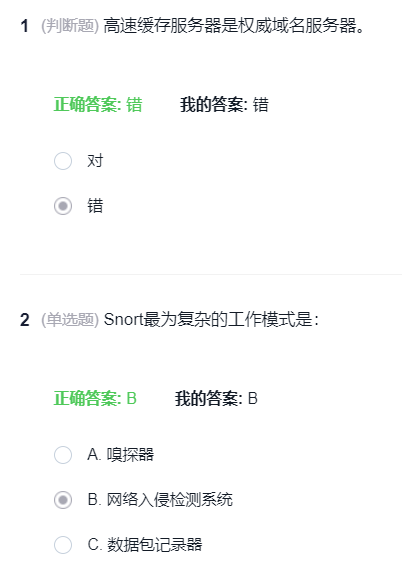 1 (判断题) 高速缓存服务器是权威域名服务器。
正确答案: 错 我的答案: 错
对
错
2 (单选题) Snort最为复杂的工作模式是：
正确答案: B 我的答案: B
A. 嗅探器
B. 网络入侵检测系统
C. 数据包记录器